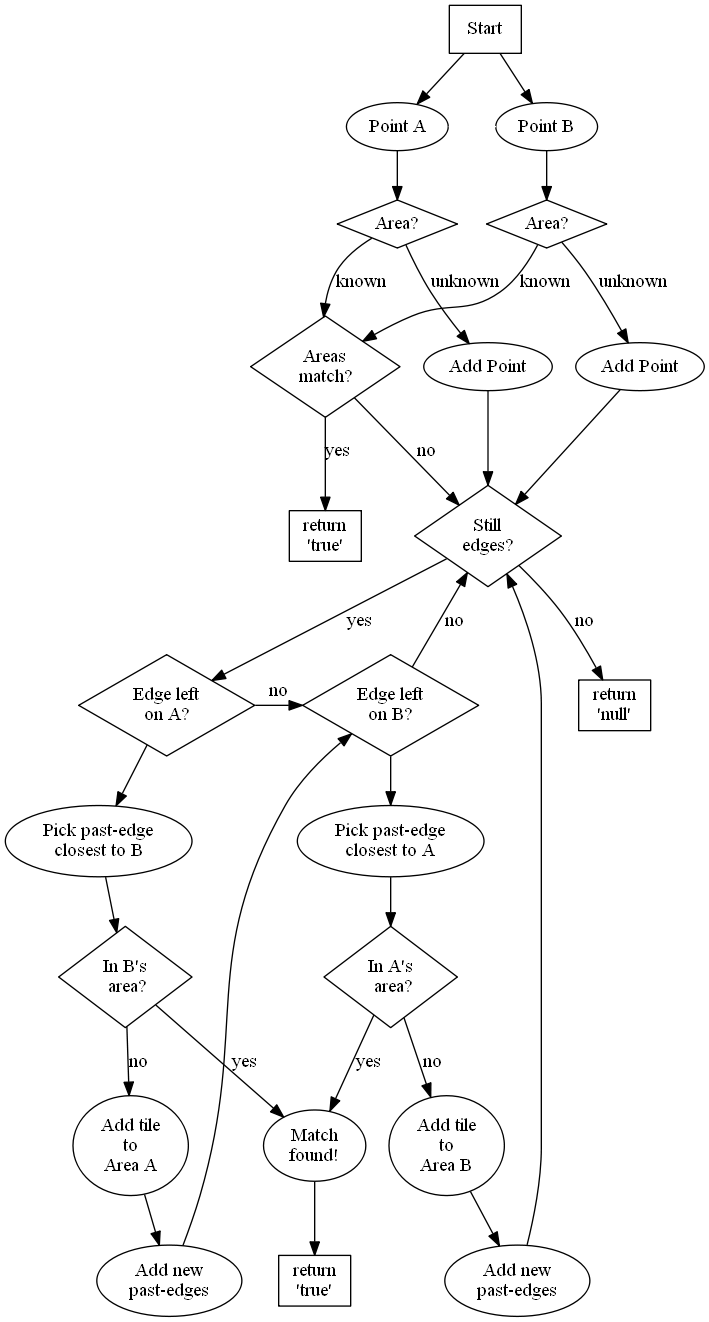 Start
Point A
Point B
Area?
Area?
known
unknown
known
unknown
Areas
match?
Add Point
Add Point
yes
no
return
'true'
Still
edges?
yes
no
no
Edge left
on A?
no
Edge left
on B?
return
'null'
Pick past-edge
closest to B
Pick past-edge
closest to A
In B's
area?
In A's
area?
no
yes
yes
no
Add tile
to
Area A
Match
found!
Add tile
to
Area B
Add new
past-edges
return
'true'
Add new
past-edges